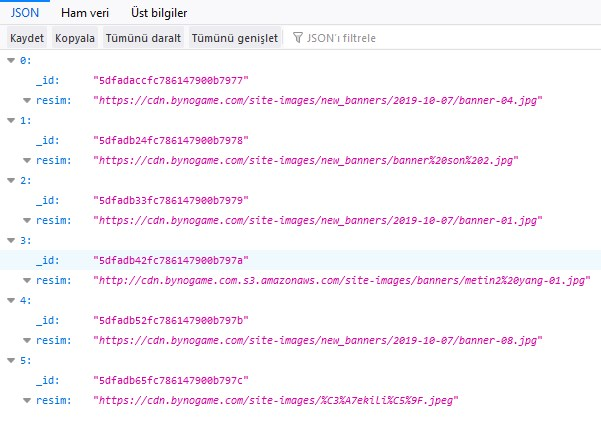 JSON Ham veri Üst bilgiler
Kaydet Kopyala Tümünü daralt Tümünü genişlet JSON'ı filtrele
0:
_id: "5dfadaccfc786147900b7977"
resim: "https://cdn.bynogame.com/site-images/new_banners/2019-10-07/banner-04.jpg"
1:
_id: "5dfadb24fc786147900b7978"
resim: "https://cdn.bynogame.com/site-images/new_banners/banner%20son%202.jpg"
2:
_id: "5dfadb33fc786147900b7979"
resim: "https://cdn.bynogame.com/site-images/new_banners/2019-10-07/banner-01.jpg"
3:
_id: "5dfadb42fc786147900b797a"
resim: "http://cdn.bynogame.com.s3.amazonaws.com/site-images/banners/metin2%20yang-01.jpg"
4:
_id: "5dfadb52fc786147900b797b"
resim: "https://cdn.bynogame.com/site-images/new_banners/2019-10-07/banner-08.jpg"
5:
_id: "5dfadb65fc786147900b797c"
resim: "https://cdn.bynogame.com/site-images/%C3%A7ekili%C5%9F.jpeg"